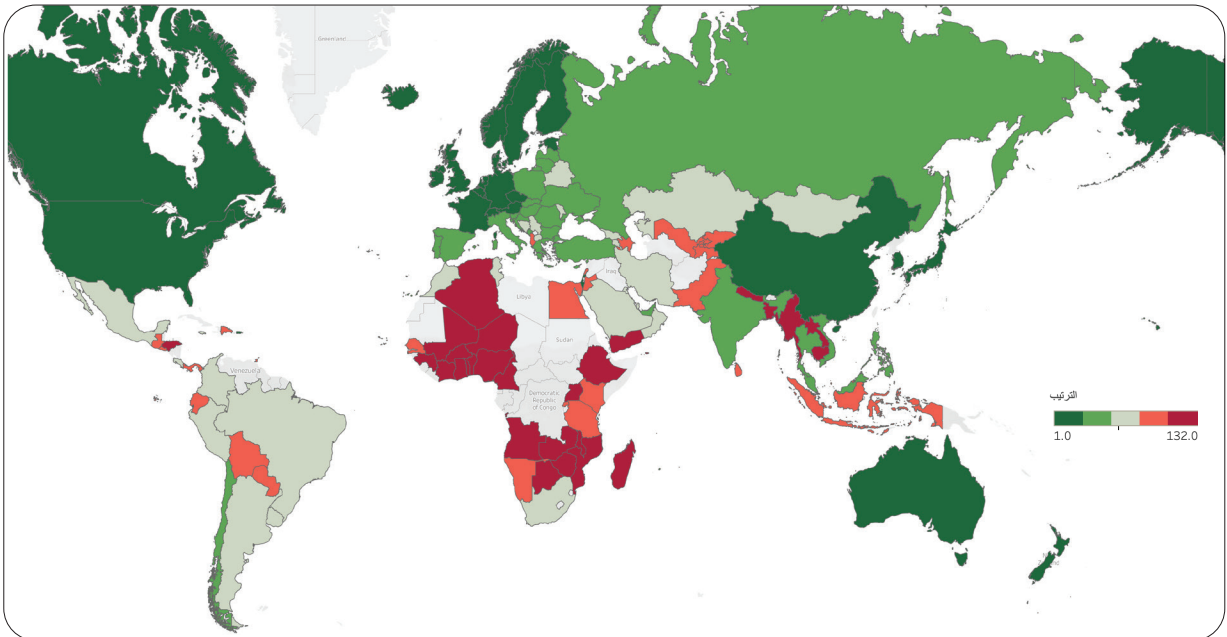 Greenland
Iraq
Libya
Sudan
Venezuela
Democratic
Republic
of Congo
الترتيب
1.0 132.0